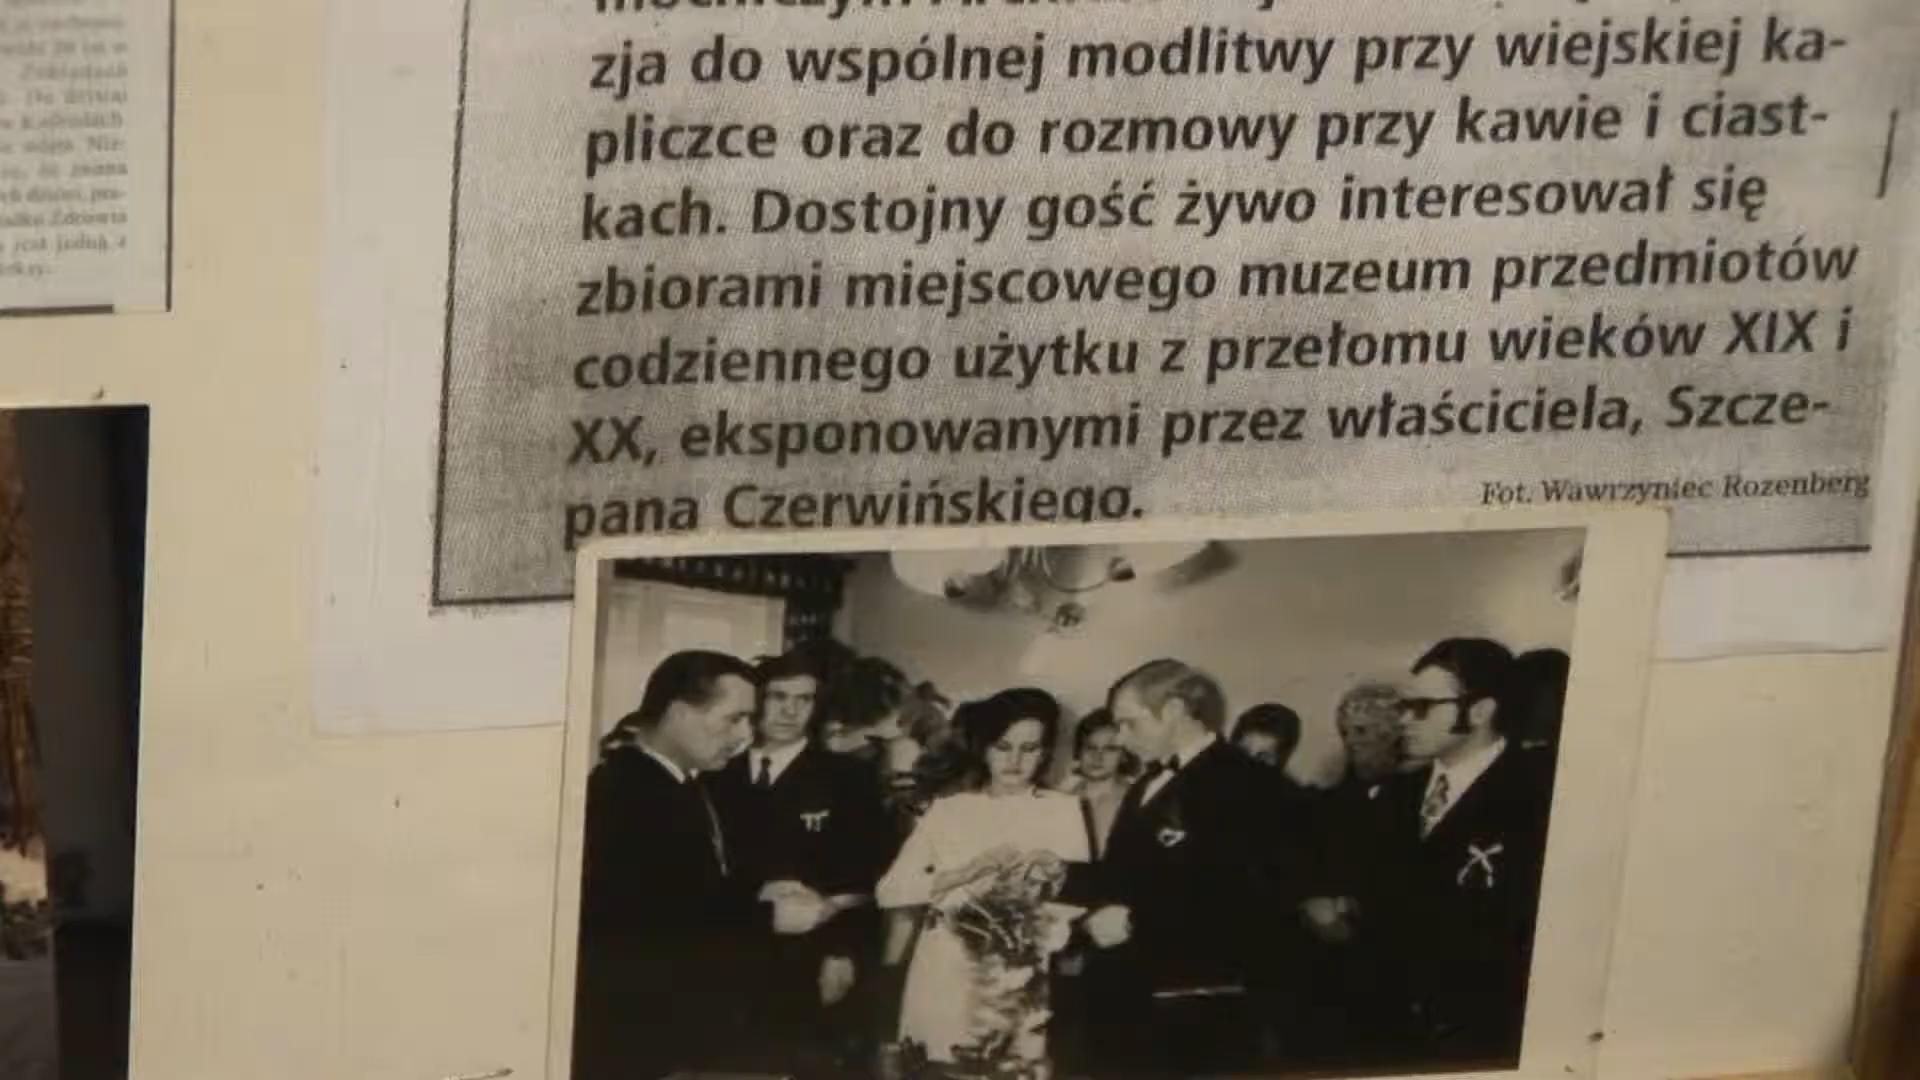 zja do wspólnej modlitwy przy wiejskiej ka-
pliczce oraz do rozmowy przy kawie i ciast-
kach. Dostojny gość żywo interesował się
zbiorami miejscowego muzeum przedmiotów
codziennego użytku z przełomu wieków XIX i
XX, eksponowanymi przez właściciela, Szcze-
pana Czerwińskiego.
Fot. Wawrzyniec Rozenberg